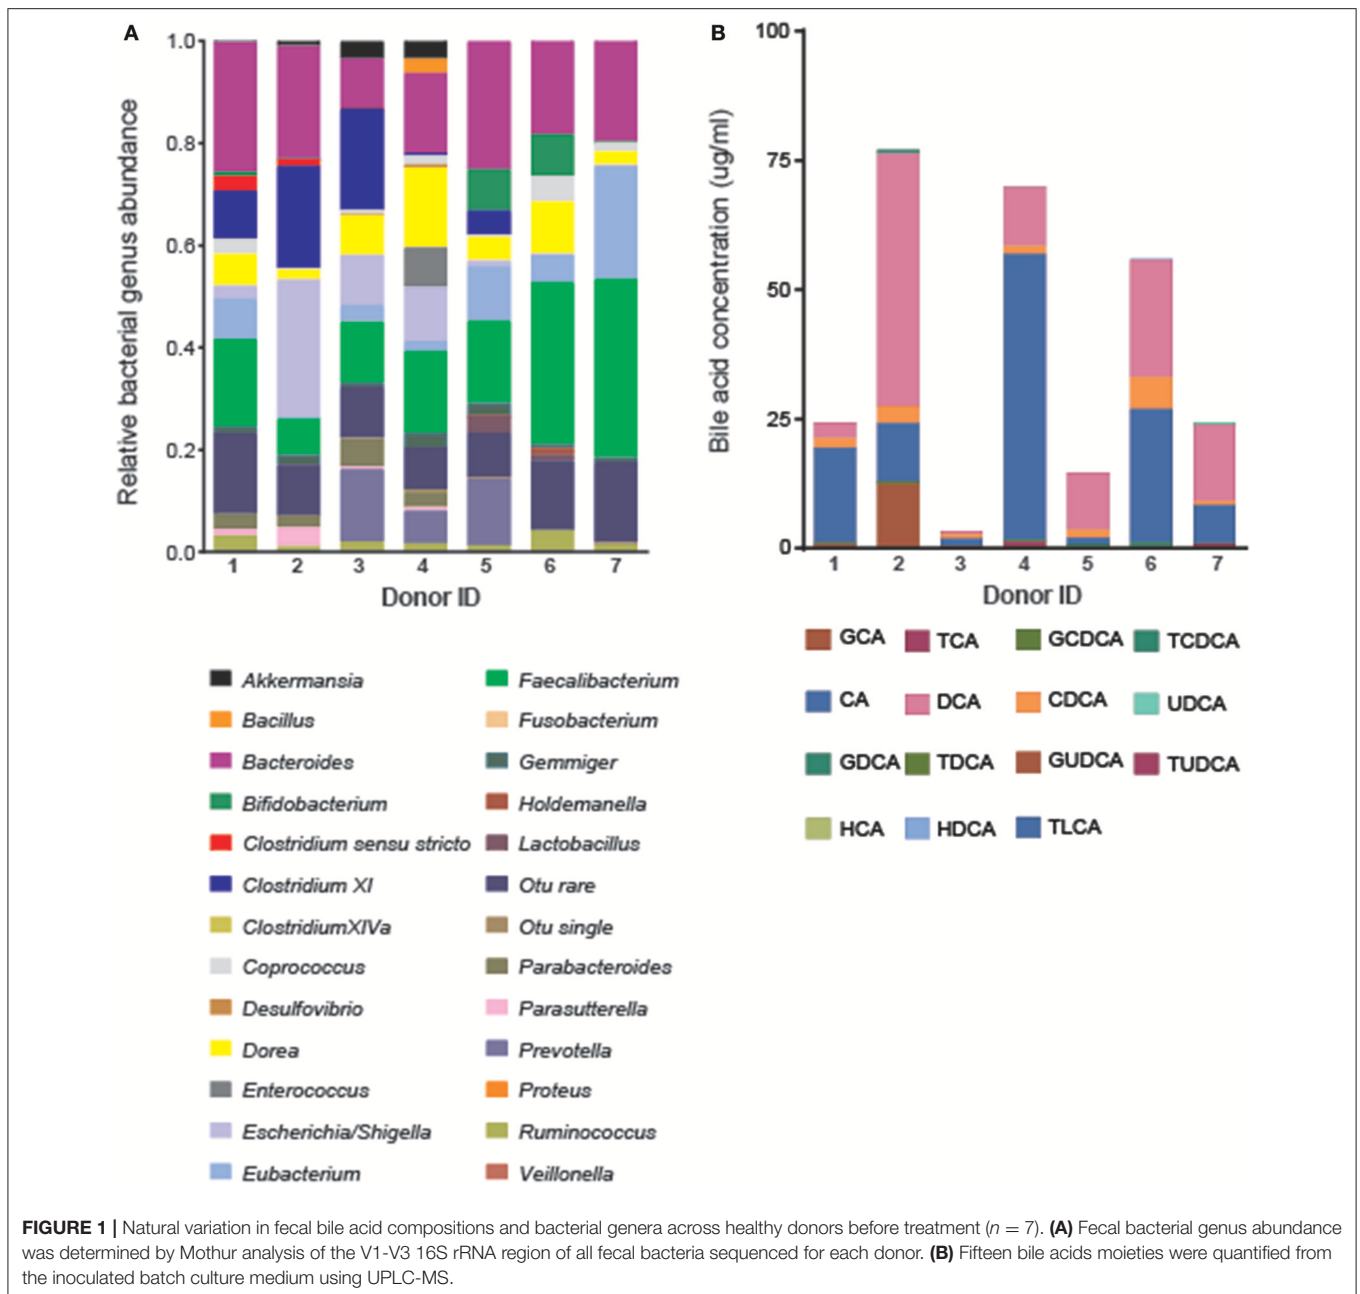 A
Relative bacterial genus abundance
1.0
0.8
0.6
0.4
0.2
0.0
1 2 3 4 5 6 7
Donor ID
Akkermansia
Bacillus
Bacteroides
Bifidobacterium
Clostridium sensu stricto
Clostridium XI
ClostridiumXIVa
Coprococcus
Desulfovibrio
Dorea
Enterococcus
Escherichia/Shigella
Eubacterium
Faecalibacterium
Fusobacterium
Gemmiger
Holdemanella
Lactobacillus
Otu rare
Otu single
Parabacteroides
Parasutterella
Prevotella
Proteus
Ruminococcus
Veillonella
B
Bile acid concentration (ug/ml)
100
75
50
25
0
1 2 3 4 5 6 7
Donor ID
GCA TCA GCDCA TCDCA
CA DCA CDCA UDCA
GDCA TDCA GUDCA TUDCA
HCA HDCA TLCA
FIGURE 1 | Natural variation in fecal bile acid compositions and bacterial genera across healthy donors before treatment (n = 7). (A) Fecal bacterial genus abundance
was determined by Mothur analysis of the V1-V3 16S rRNA region of all fecal bacteria sequenced for each donor. (B) Fifteen bile acids moieties were quantified from
the inoculated batch culture medium using UPLC-MS.